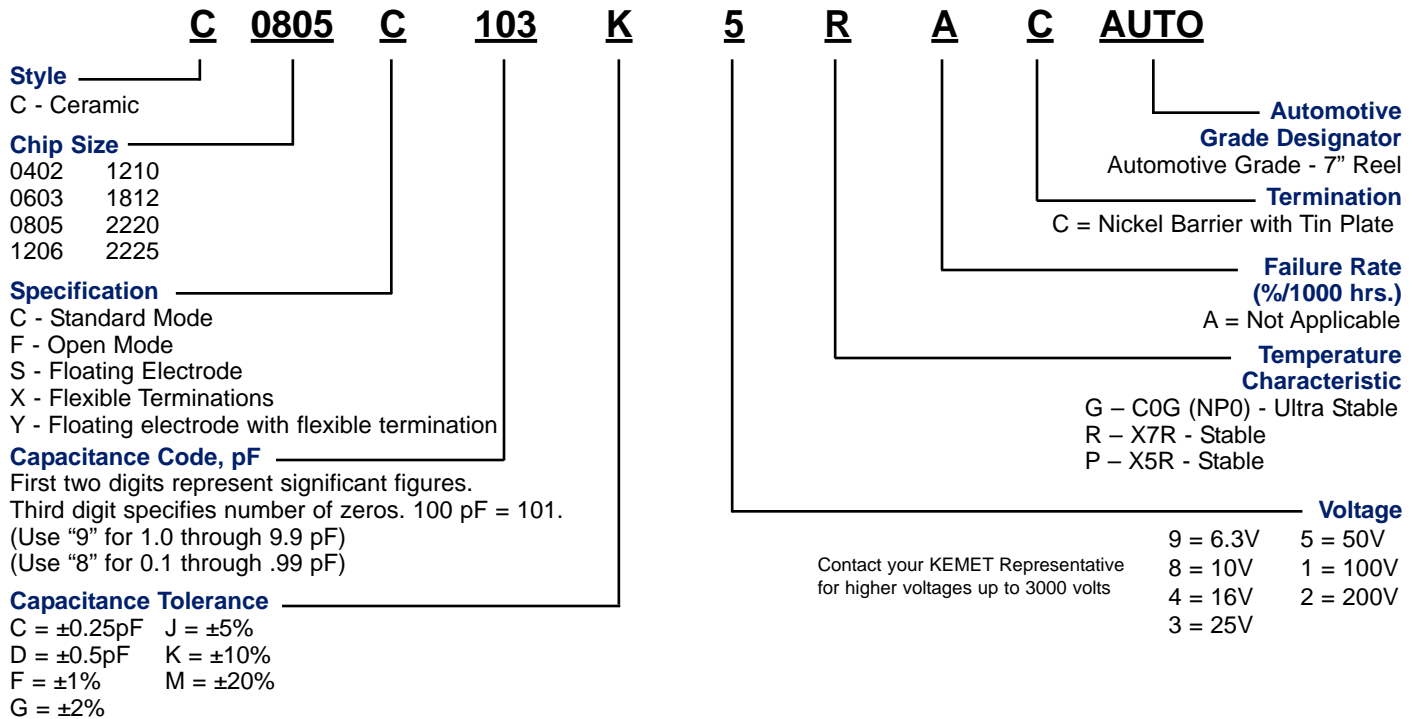 C 0805 C 103 K 5 R A C AUTO
Style
C - Ceramic
Chip Size
0402 1210
0603 1812
0805 2220
1206 2225
Specification
C - Standard Mode
F - Open Mode
S - Floating Electrode
X - Flexible Terminations
Y - Floating electrode with flexible termination
Capacitance Code, pF
First two digits represent significant figures.
Third digit specifies number of zeros. 100 pF = 101.
(Use “9” for 1.0 through 9.9 pF)
(Use “8” for 0.1 through .99 pF)
Capacitance Tolerance
C = ±0.25pF J = ±5%
D = ±0.5pF K = ±10%
F = ±1% M = ±20%
G = ±2%
Automotive
Grade Designator
Automotive Grade - 7” Reel
Termination
C = Nickel Barrier with Tin Plate
Failure Rate
(%/1000 hrs.)
A = Not Applicable
Temperature
Characteristic
G – C0G (NP0) - Ultra Stable
R – X7R - Stable
P – X5R - Stable
Voltage
9 = 6.3V 5 = 50V
8 = 10V 1 = 100V
4 = 16V 2 = 200V
3 = 25V
Contact your KEMET Representative
for higher voltages up to 3000 volts